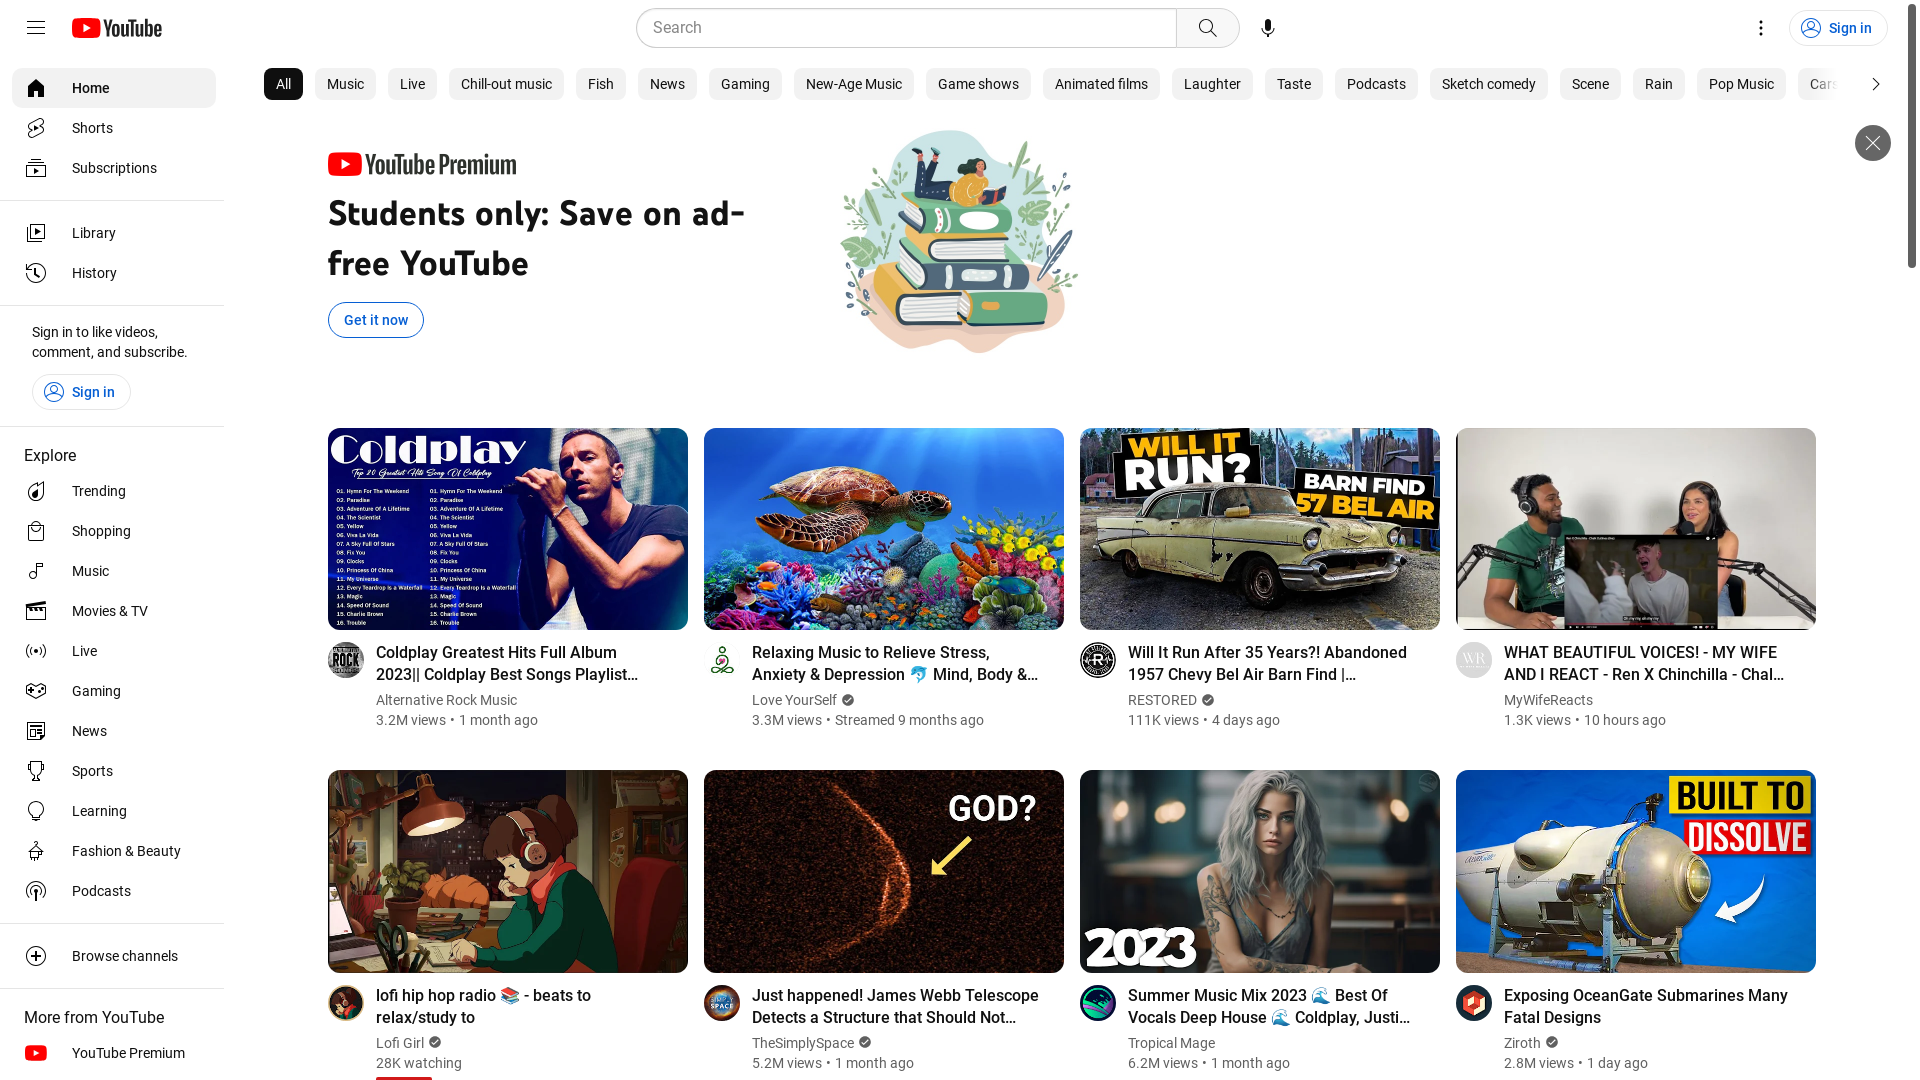 YouTube
Search
Sign in
Home
Shorts
Subscriptions
Library
History
Sign in to like videos,
comment, and subscribe.
Sign in
Explore
Trending
Shopping
Music
Movies & TV
Live
Gaming
News
Sports
Learning
Fashion & Beauty
Podcasts
Browse channels
More from YouTube
YouTube Premium
All
Music
Live
Chill-out music
Fish
News
Gaming
New-Age Music
Game shows
Animated films
Laughter
Taste
Podcasts
Sketch comedy
Scene
Rain
Pop Music
Cars
YouTube Premium
Students only: Save on ad-
free YouTube
Get it now
Coldplay
Top 20 Greatest Hits Song Of Coldplay
01. Hymn For The Weekend
02. Paradise
03. Adventure Of A Lifetime
04. The Scientist
05. Yellow
06. Viva La Vida
07. A Sky Full Of Stars
08. Fix You
09. Clocks
10. Princess Of China
11. My Universe
12. Every Teardrop Is a Waterfall
13. Magic
14. Speed Of Sound
15. Charlie Brown
16. Trouble
01. Hymn For The Weekend
02. Paradise
03. Adventure Of A Lifetime
04. The Scientist
05. Yellow
06. Viva La Vida
07. A Sky Full Of Stars
08. Fix You
09. Clocks
10. Princess Of China
11. My Universe
12. Every Teardrop Is a Waterfall
13. Magic
14. Speed Of Sound
15. Charlie Brown
16. Trouble
ROCK
Coldplay Greatest Hits Full Album
2023|| Coldplay Best Songs Playlist...
Alternative Rock Music
3.2M views • 1 month ago
Relaxing Music to Relieve Stress,
Anxiety & Depression 🐬 Mind, Body &...
Love YourSelf
3.3M views • Streamed 9 months ago
WILL IT
RUN?
BARN FIND
57 BEL AIR
R
Will It Run After 35 Years?! Abandoned
1957 Chevy Bel Air Barn Find |...
RESTORED
111K views • 4 days ago
WR
WHAT BEAUTIFUL VOICES! - MY WIFE
AND I REACT - Ren X Chinchilla - Chal...
MyWifeReacts
1.3K views • 10 hours ago
lofi hip hop radio 📚 - beats to
relax/study to
Lofi Girl
28K watching
GOD?
SIMPLY
SPACE
Just happened! James Webb Telescope
Detects a Structure that Should Not...
TheSimplySpace
5.2M views • 1 month ago
2023
Summer Music Mix 2023 🌊 Best Of
Vocals Deep House 🌊 Coldplay, Justi...
Tropical Mage
6.2M views • 1 month ago
BUILT TO
DISSOLVE
Exposing OceanGate Submarines Many
Fatal Designs
Ziroth
2.8M views • 1 day ago